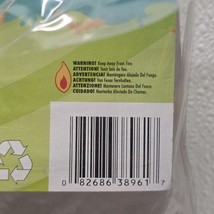 WARNING! Keep Away From Fire.
ATTENTION! Tenir loin du feu.
ADVERTENCIA! Manténgase Alejado Del Fuego.
ACHTUNG! Von Feuer Fernhalten.
ATTENZIONE! Mantenere Lontano Dal Fuoco.
CUIDADO! Mantenha Afastado De Chamas.
0 82686 38961 7